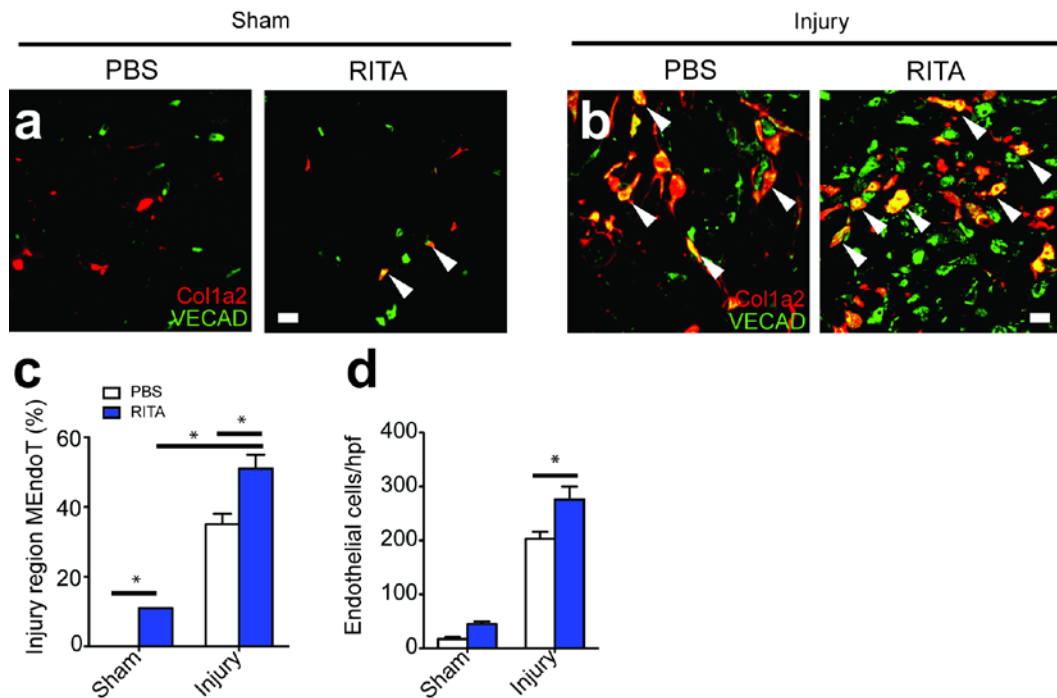 Sham
Injury
PBS
RITA
PBS
RITA
a
b
Col1a2
VECAD
Col1a2
VECAD
c
d
PBS
RITA
Injury region MEndoT (%)
60
40
20
0
*
*
*
Sham
Injury
Endothelial cells/hpf
400
300
200
100
0
*
Sham
Injury